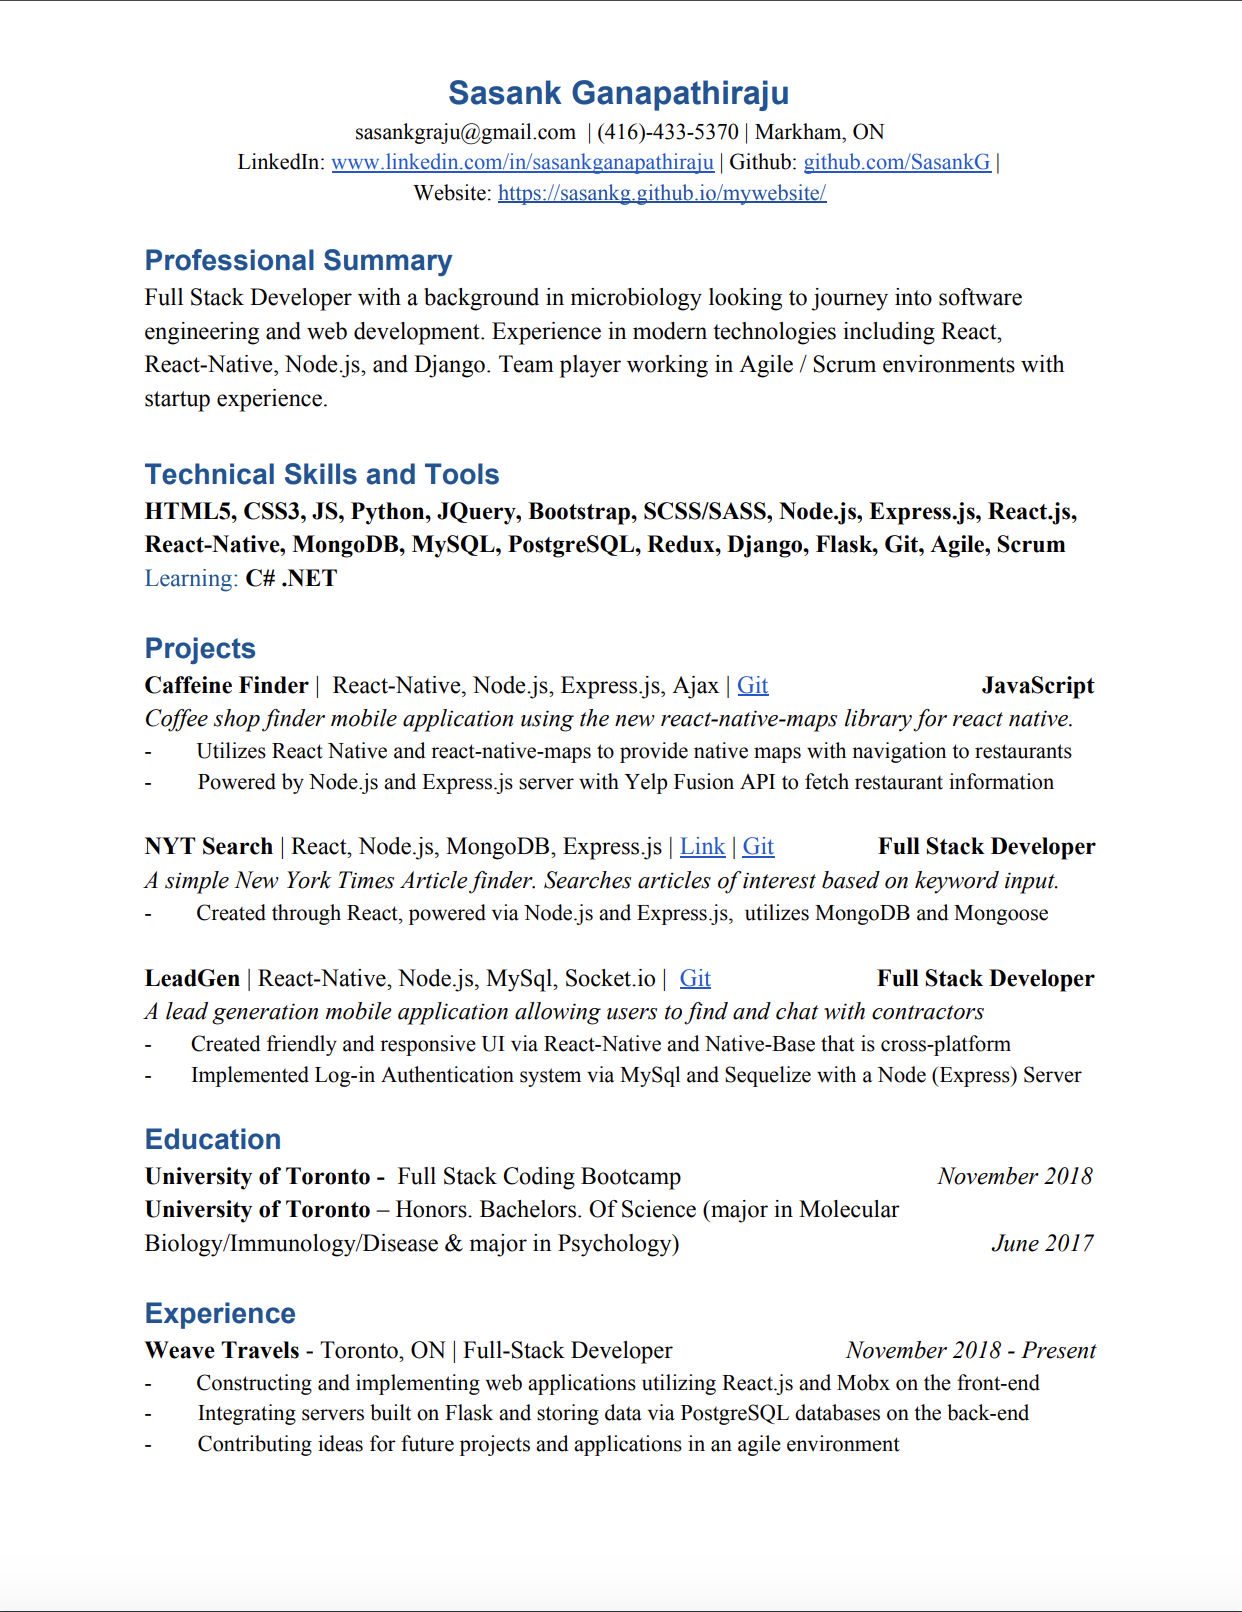 Sasank Ganapathiraju
sasankgraju@gmail.com | (416)-433-5370 | Markham, ON
LinkedIn: www.linkedin.com/in/sasankganapathiraju | Github: github.com/SasankG |
Website: https://sasankg.github.io/mywebsite/
Professional Summary
Full Stack Developer with a background in microbiology looking to journey into software
engineering and web development. Experience in modern technologies including React,
React-Native, Node.js, and Django. Team player working in Agile / Scrum environments with
startup experience.
Technical Skills and Tools
HTML5, CSS3, JS, Python, JQuery, Bootstrap, SCSS/SASS, Node.js, Express.js, React.js,
React-Native, MongoDB, MySQL, PostgreSQL, Redux, Django, Flask, Git, Agile, Scrum
Learning: C# .NET
Projects
Caffeine Finder | React-Native, Node.js, Express.js, Ajax | Git JavaScript
Coffee shop finder mobile application using the new react-native-maps library for react native.
- Utilizes React Native and react-native-maps to provide native maps with navigation to restaurants
- Powered by Node.js and Express.js server with Yelp Fusion API to fetch restaurant information
NYT Search | React, Node.js, MongoDB, Express.js | Link | Git Full Stack Developer
A simple New York Times Article finder. Searches articles of interest based on keyword input.
- Created through React, powered via Node.js and Express.js, utilizes MongoDB and Mongoose
LeadGen | React-Native, Node.js, MySql, Socket.io | Git Full Stack Developer
A lead generation mobile application allowing users to find and chat with contractors
- Created friendly and responsive UI via React-Native and Native-Base that is cross-platform
- Implemented Log-in Authentication system via MySql and Sequelize with a Node (Express) Server
Education
University of Toronto - Full Stack Coding Bootcamp November 2018
University of Toronto – Honors. Bachelors. Of Science (major in Molecular
Biology/Immunology/Disease & major in Psychology) June 2017
Experience
Weave Travels - Toronto, ON | Full-Stack Developer November 2018 - Present
- Constructing and implementing web applications utilizing React.js and Mobx on the front-end
- Integrating servers built on Flask and storing data via PostgreSQL databases on the back-end
- Contributing ideas for future projects and applications in an agile environment